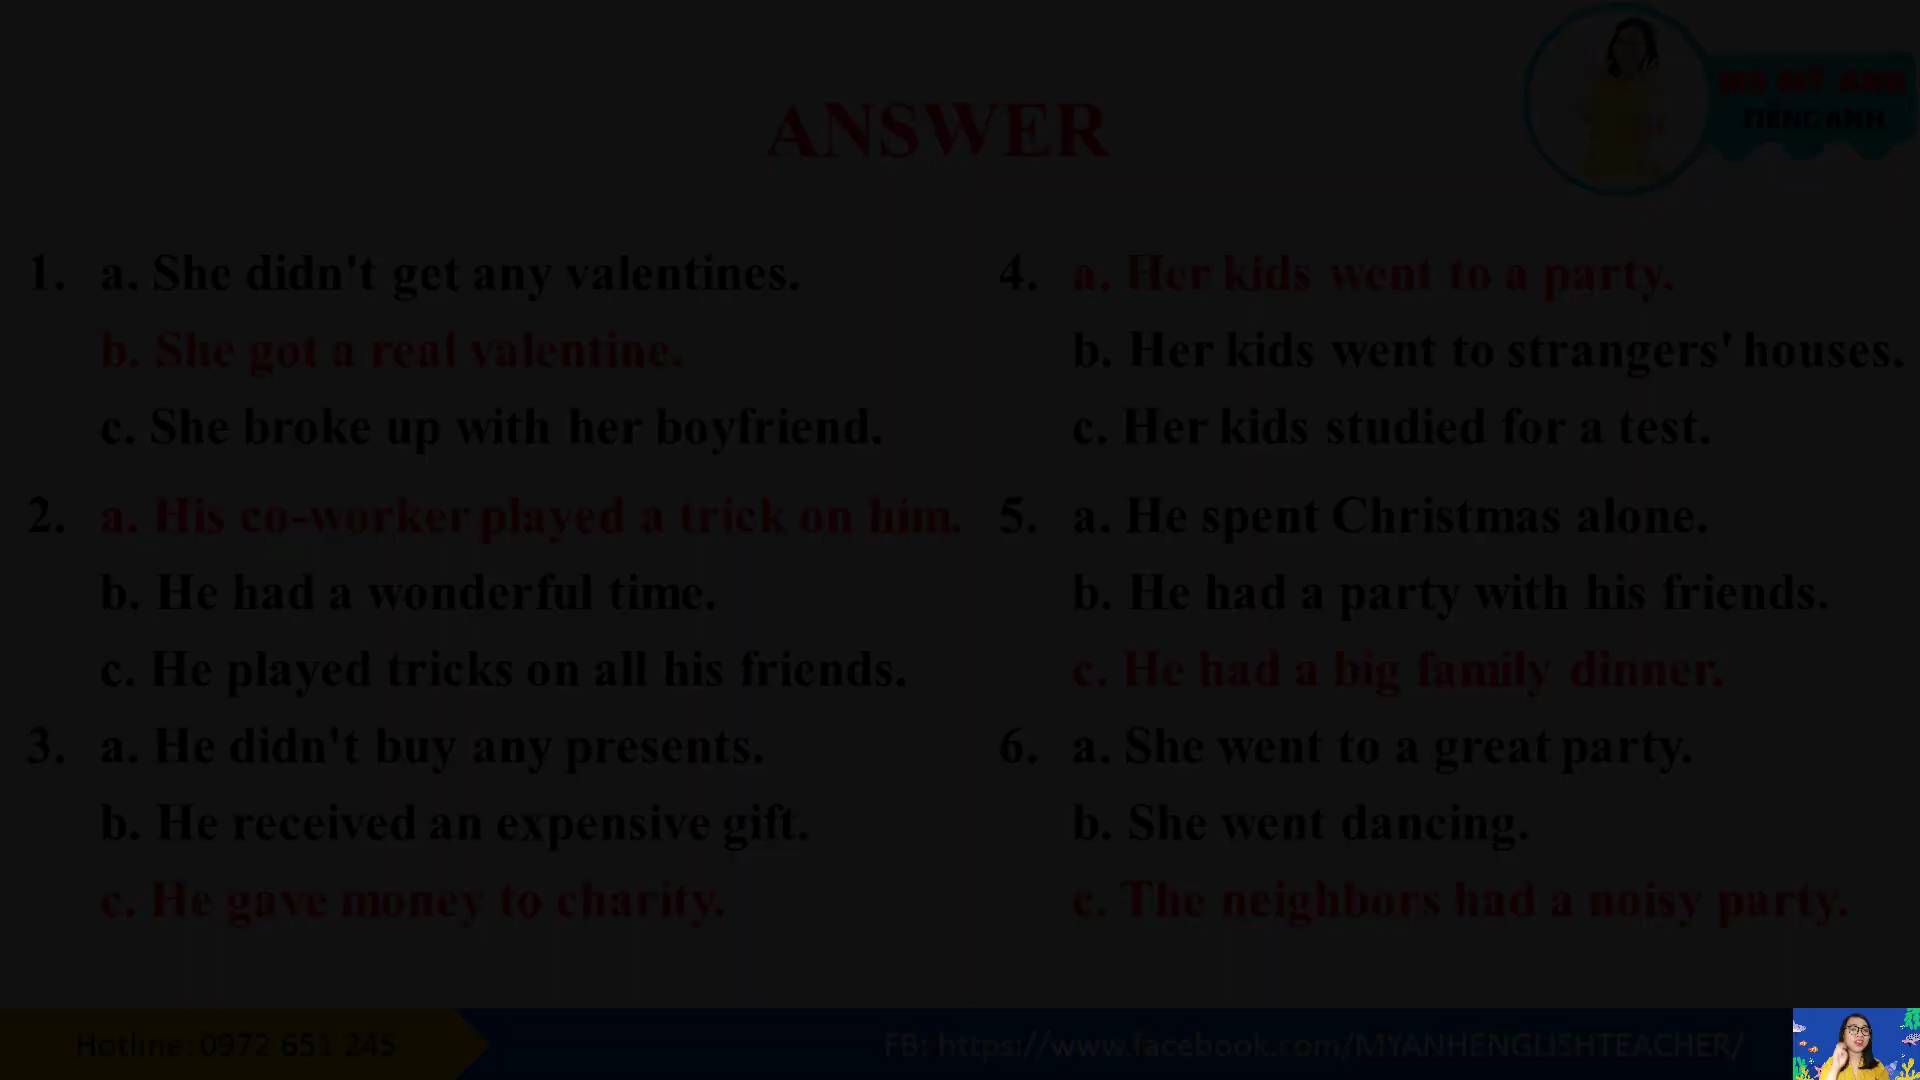 MS MỸ ANH
TIẾNG ANH
ANSWER
1. a. She didn't get any valentines.
b. She got a real valentine.
c. She broke up with her boyfriend.
2. a. His co-worker played a trick on him.
b. He had a wonderful time.
c. He played tricks on all his friends.
3. a. He didn't buy any presents.
b. He received an expensive gift.
c. He gave money to charity.
4. a. Her kids went to a party.
b. Her kids went to strangers' houses.
c. Her kids studied for a test.
5. a. He spent Christmas alone.
b. He had a party with his friends.
c. He had a big family dinner.
6. a. She went to a great party.
b. She went dancing.
c. The neighbors had a noisy party.
Hotline: 0972 651 245
FB: https://www.facebook.com/MYANHENGLISHTEACHER/